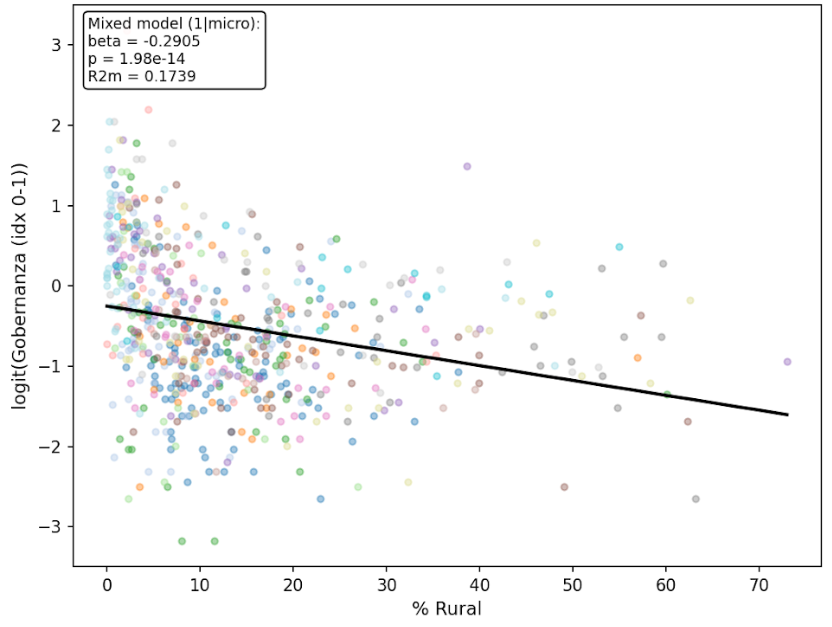 Mixed model (1|micro):
beta = -0.2905
p = 1.98e-14
R2m = 0.1739
3
2
1
0
−1
−2
−3
logit(Gobernanza (idx 0-1))
0 10 20 30 40 50 60 70
% Rural